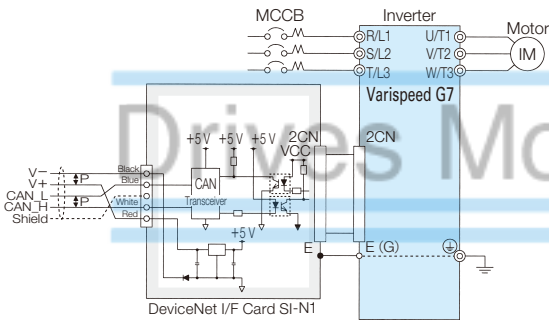 MCCB
Inverter
Motor
R/L1
U/T1
S/L2
V/T2
IM
T/L3
W/T3
Varispeed G7
Drives Mo
+5 V
+5 V
+5 V
2CN
2CN
VCC
V−
Black
V+
P
Blue
CAN
CAN_L
CAN_H
P
White
Transceiver
Shield
Red
+5 V
E
E (G)
DeviceNet I/F Card SI-N1